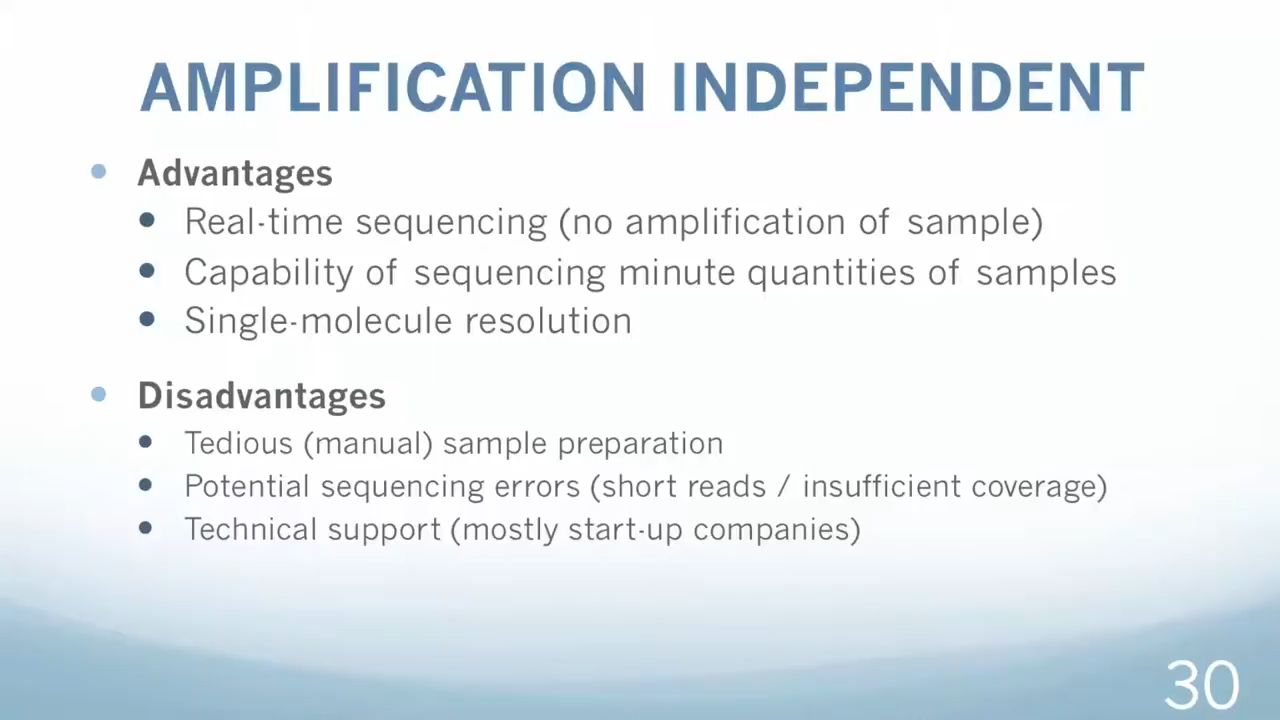 AMPLIFICATION INDEPENDENT
• Advantages
• Real-time sequencing (no amplification of sample)
• Capability of sequencing minute quantities of samples
• Single-molecule resolution
• Disadvantages
• Tedious (manual) sample preparation
• Potential sequencing errors (short reads / insufficient coverage)
• Technical support (mostly start-up companies)
30